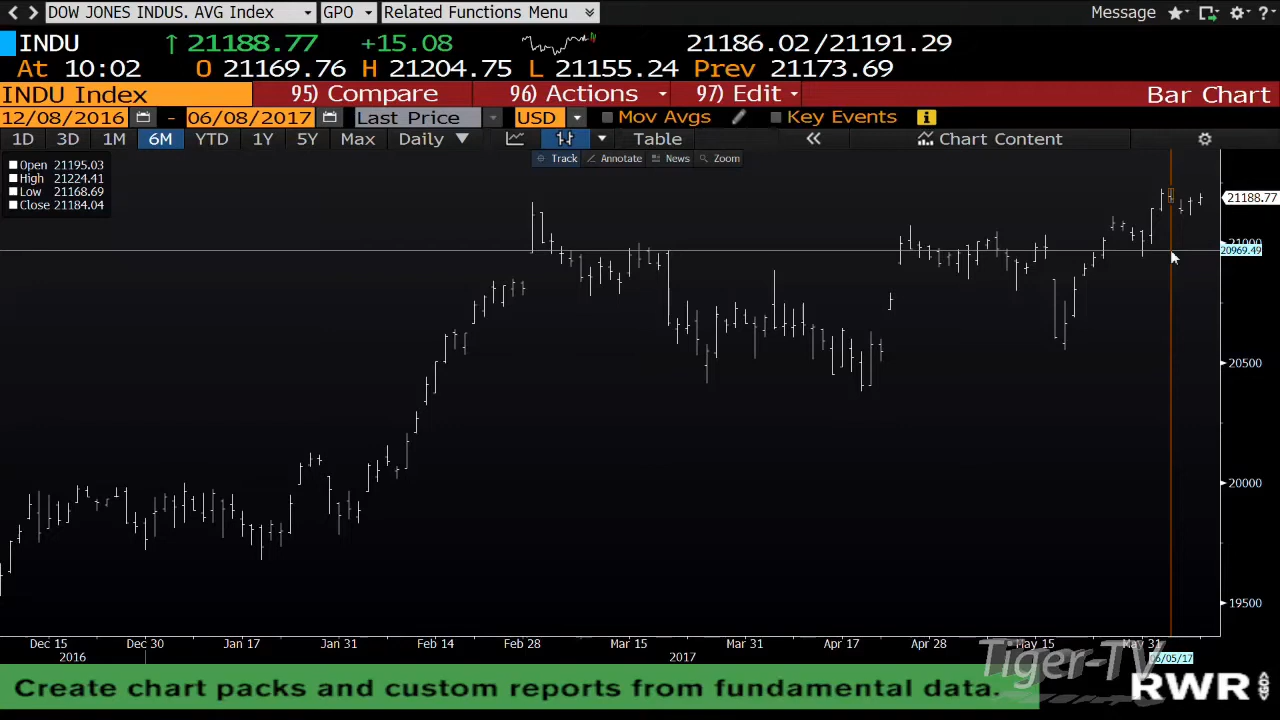 DOW JONES INDUS. AVG Index GPO Related Functions Menu Message ?
INDU ↑ 21188.77 +15.08 21186.02/21191.29
At 10:02 O 21169.76 H 21204.75 L 21155.24 Prev 21173.69
INDU Index 95) Compare 96) Actions 97) Edit Bar Chart
12/08/2016 - 06/08/2017 Last Price USD Mov Avgs Key Events
1D 3D 1M 6M YTD 1Y 5Y Max Daily ▼ Table « Chart Content
Track Annotate News Zoom
Open 21195.03
High 21224.41
Low 21168.69
Close 21184.04
21188.77
21000
20969.49
20500
20000
19500
Dec 15 Dec 30 Jan 17 Jan 31 Feb 14 Feb 28 Mar 15 Mar 31 Apr 17 Apr 28 May 15 May 31
2016 2017 06/05/17
Tiger-TV
Create chart packs and custom reports from fundamental data.
RWR GO